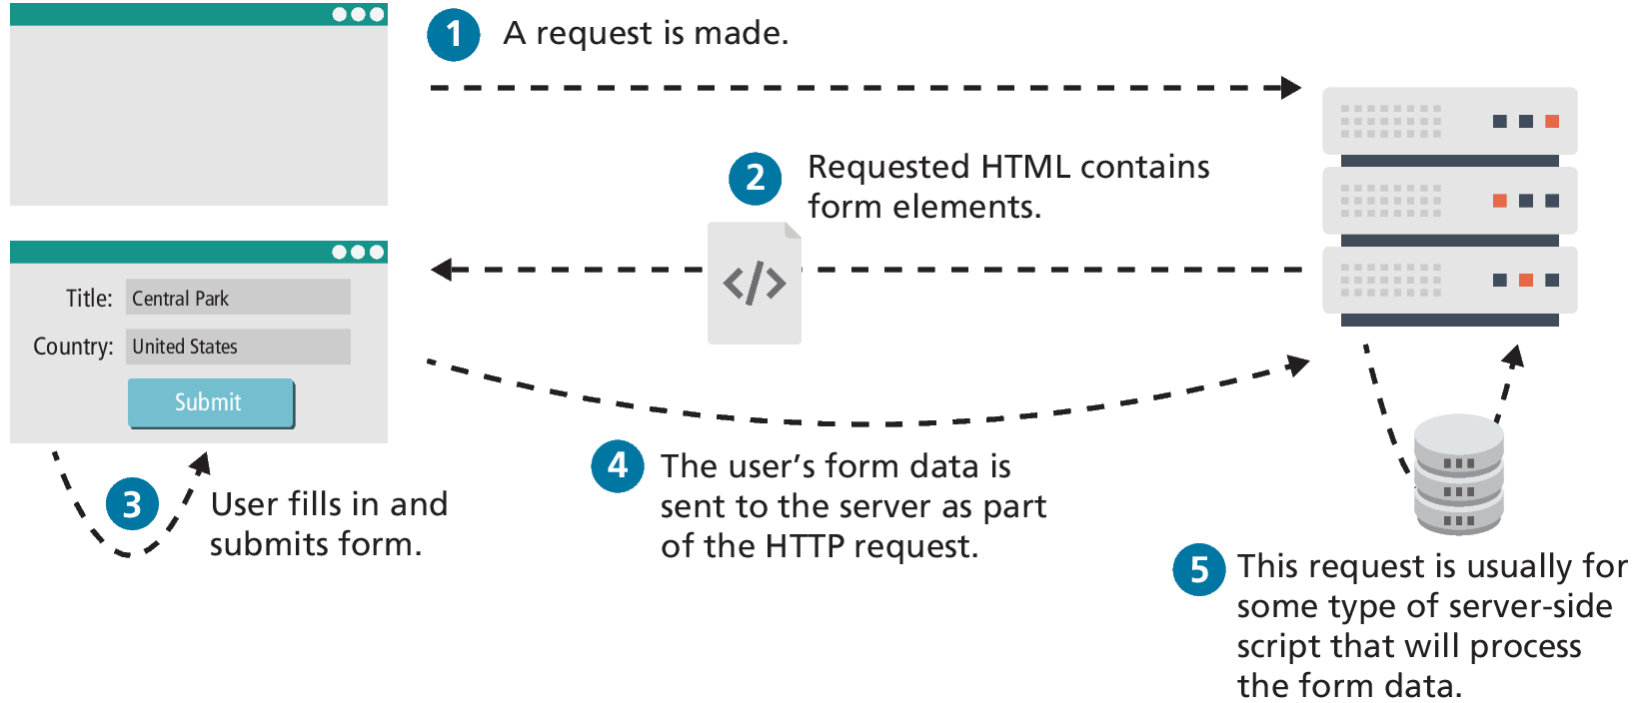 1 A request is made.
2 Requested HTML contains
form elements.
</>
Title: Central Park
Country: United States
Submit
3 User fills in and
submits form.
4 The user’s form data is
sent to the server as part
of the HTTP request.
5 This request is usually for
some type of server-side
script that will process
the form data.